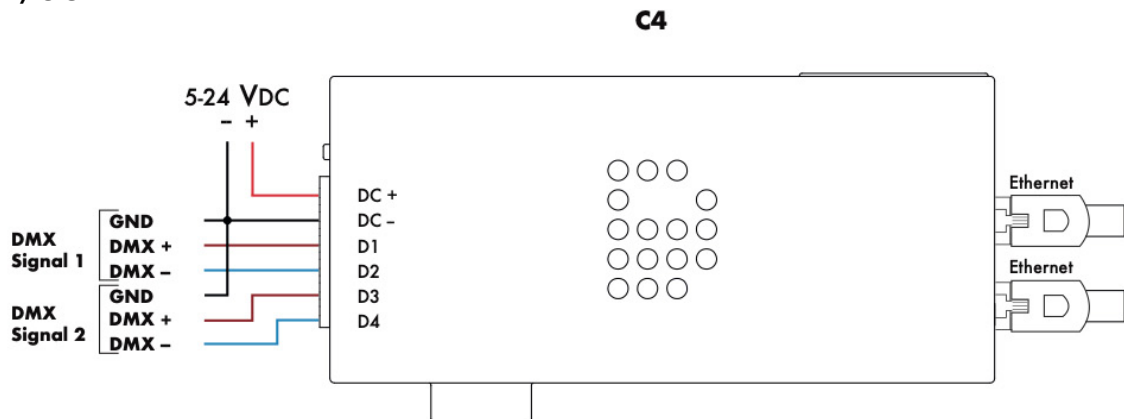 C4
5-24 VDC
– +
DC +
DC –
D1
D2
D3
D4
DMX
Signal 1
GND
DMX +
DMX –
DMX
Signal 2
GND
DMX +
DMX –
Ethernet
Ethernet